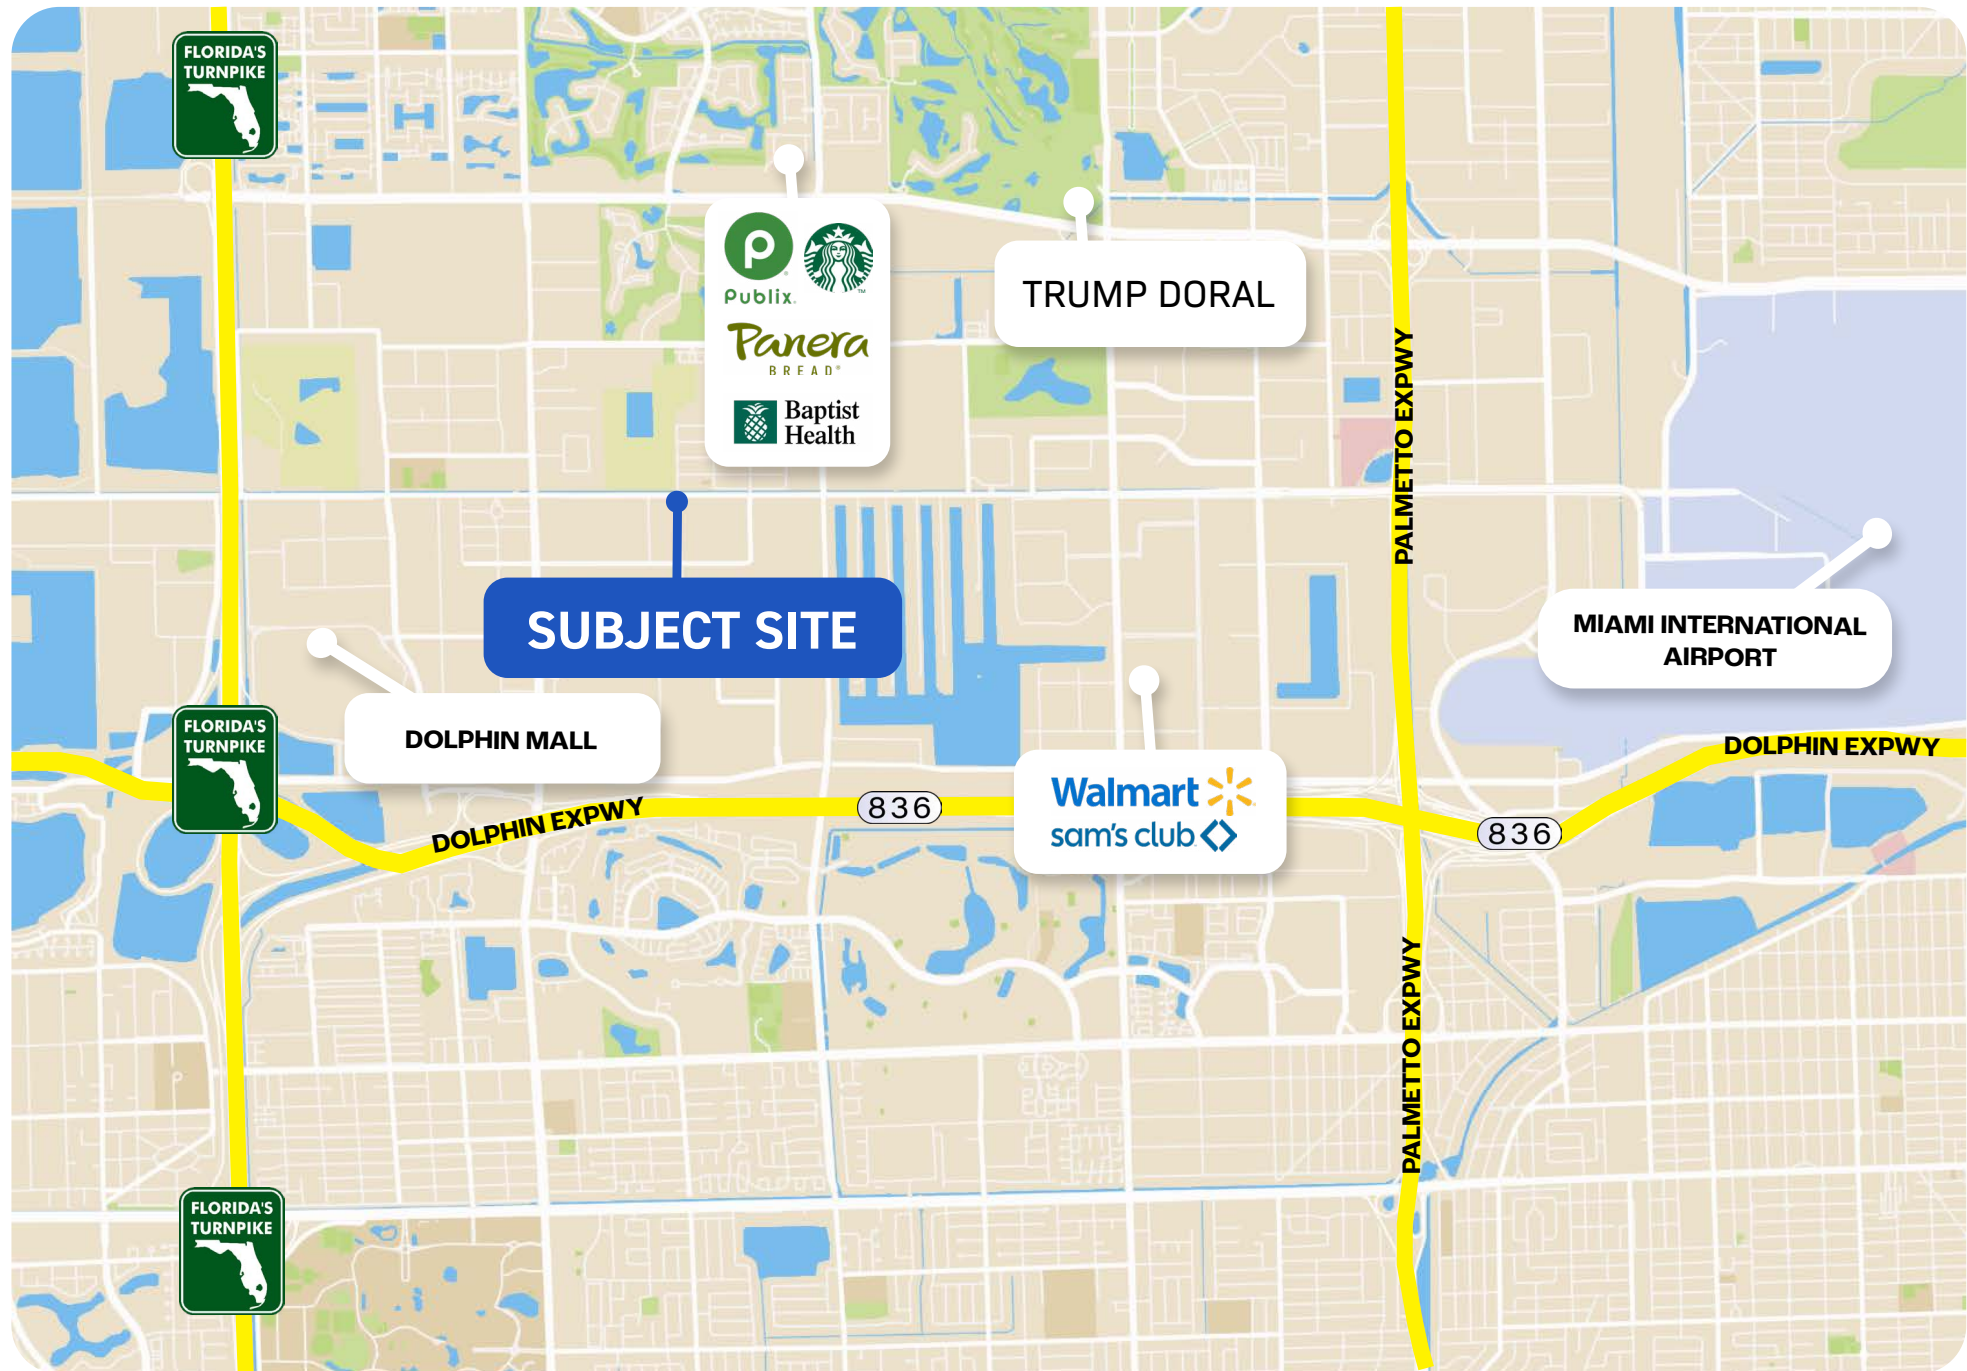 FLORIDA'S
TURNPIKE
Publix.
Panera
BREAD®
Baptist
Health
TRUMP DORAL
PALMETTO EXPWY
SUBJECT SITE
MIAMI INTERNATIONAL
AIRPORT
DOLPHIN MALL
FLORIDA'S
TURNPIKE
DOLPHIN EXPWY
DOLPHIN EXPWY
836
Walmart
sam's club
836
PALMETTO EXPWY
FLORIDA'S
TURNPIKE